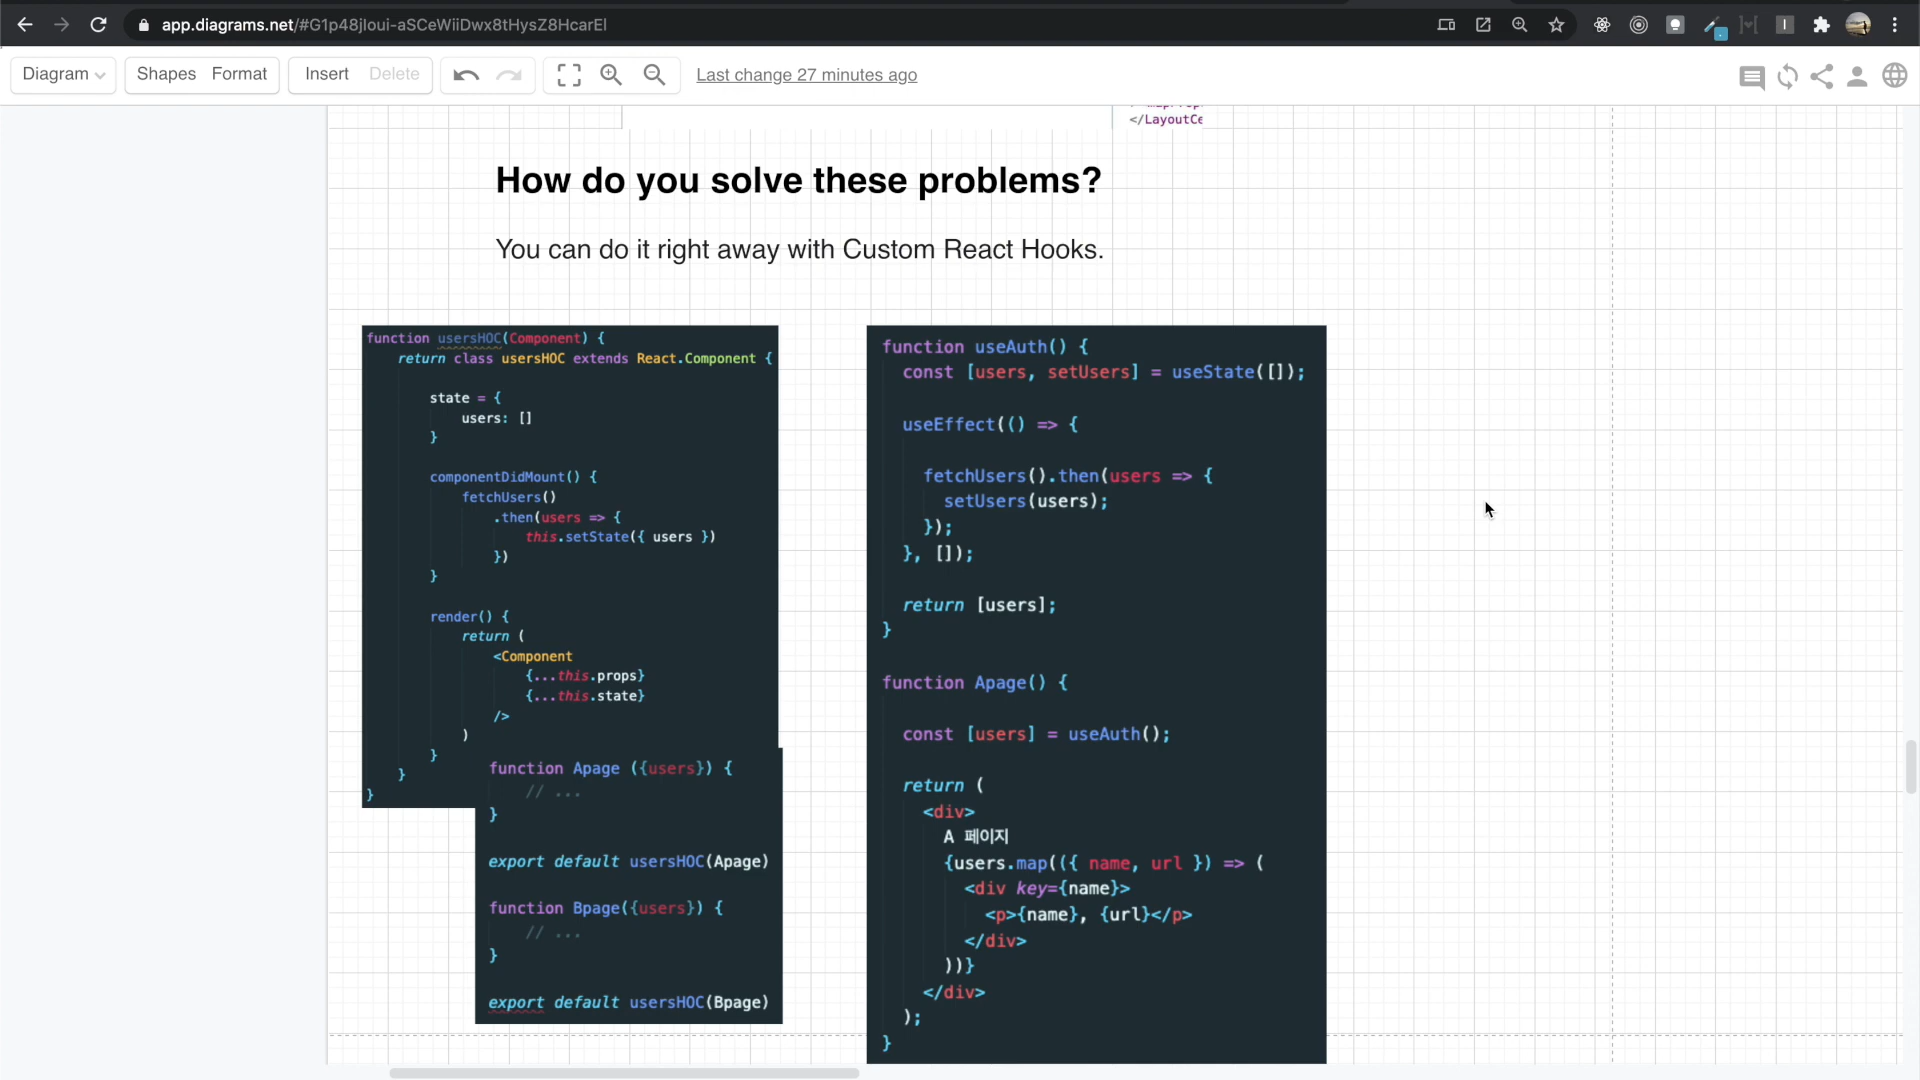 app.diagrams.net/#G1p48jIoui-aSCeWiiDwx8tHysZ8HcarEl
Diagram Shapes Format Insert Delete Last change 27 minutes ago
</LayoutCe
How do you solve these problems?
You can do it right away with Custom React Hooks.
function usersHOC(Component) {
return class usersHOC extends React.Component {
state = {
users: []
}
componentDidMount() {
fetchUsers()
.then(users => {
this.setState({ users })
})
}
render() {
return (
<Component
{...this.props}
{...this.state}
/>
)
}
}
}
function Apage ({users}) {
// ...
}
export default usersHOC(Apage)
function Bpage({users}) {
// ...
}
export default usersHOC(Bpage)
function useAuth() {
const [users, setUsers] = useState([]);
useEffect(() => {
fetchUsers().then(users => {
setUsers(users);
});
}, []);
return [users];
}
function Apage() {
const [users] = useAuth();
return (
<div>
A 페이지
{users.map(({ name, url }) => (
<div key={name}>
<p>{name}, {url}</p>
</div>
))}
</div>
);
}